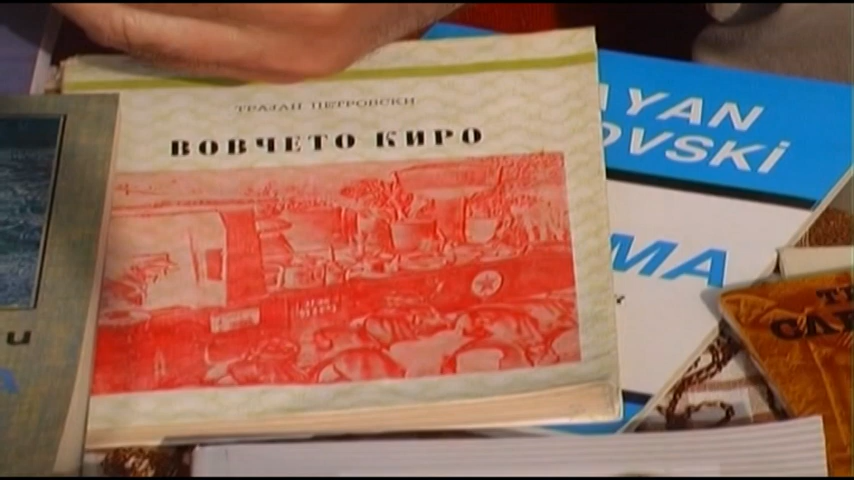 ТРАЈАН ПЕТРОВСКИ
ВОВЧЕТО КИРО
YAN
OVSKi
MA
и